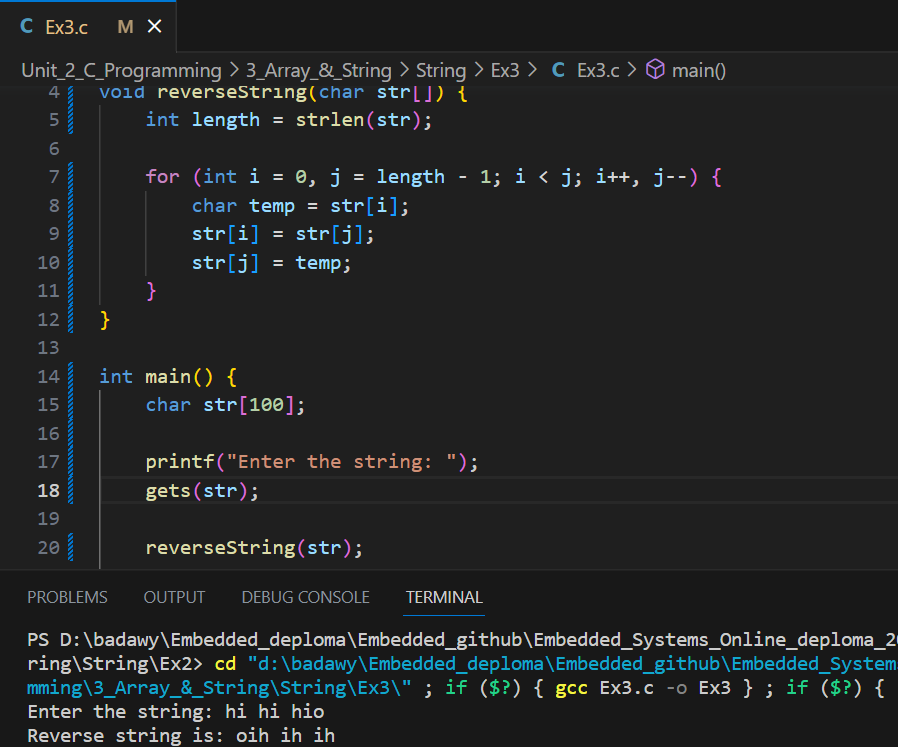 C Ex3.c M ×
Unit_2_C_Programming > 3_Array_&_String > String > Ex3 > C Ex3.c > main()
4 void reverseString(char str[]) {
5 int length = strlen(str);
6
7 for (int i = 0, j = length - 1; i < j; i++, j--) {
8 char temp = str[i];
9 str[i] = str[j];
10 str[j] = temp;
11 }
12 }
13
14 int main() {
15 char str[100];
16
17 printf("Enter the string: ");
18 gets(str);
19
20 reverseString(str);
PROBLEMS OUTPUT DEBUG CONSOLE TERMINAL
PS D:\badawy\Embedded_deploma\Embedded_github\Embedded_Systems_Online_deploma_20
ring\String\Ex2> cd "d:\badawy\Embedded_deploma\Embedded_github\Embedded_System
mming\3_Array_&_String\String\Ex3\" ; if ($?) { gcc Ex3.c -o Ex3 } ; if ($?) {
Enter the string: hi hi hio
Reverse string is: oih ih ih